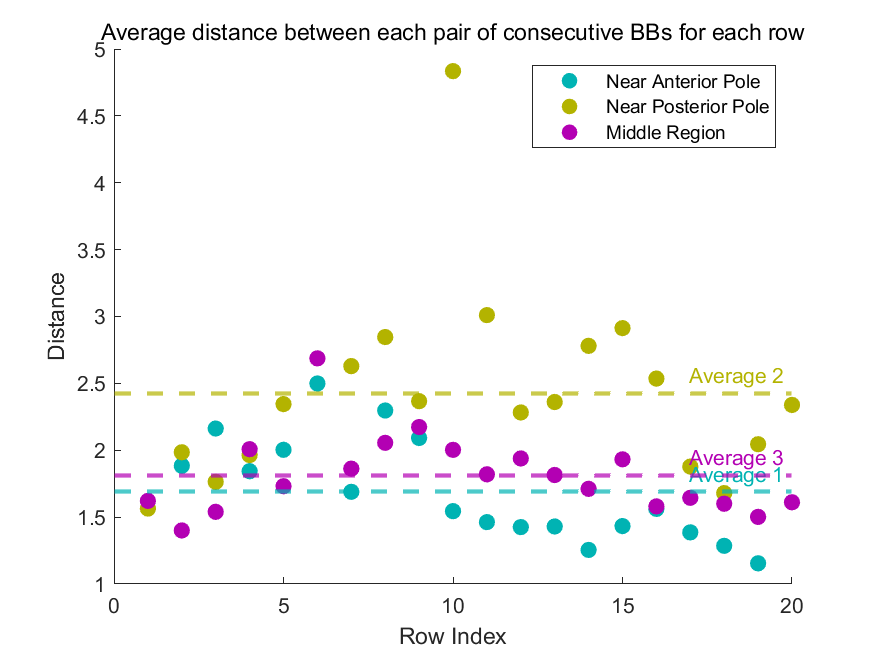 Average distance between each pair of consecutive BBs for each row
5
4.5
4
3.5
3
2.5
2
1.5
1
Distance
Near Anterior Pole
Near Posterior Pole
Middle Region
Average 2
Average 3
Average 1
0
5
10
15
20
Row Index